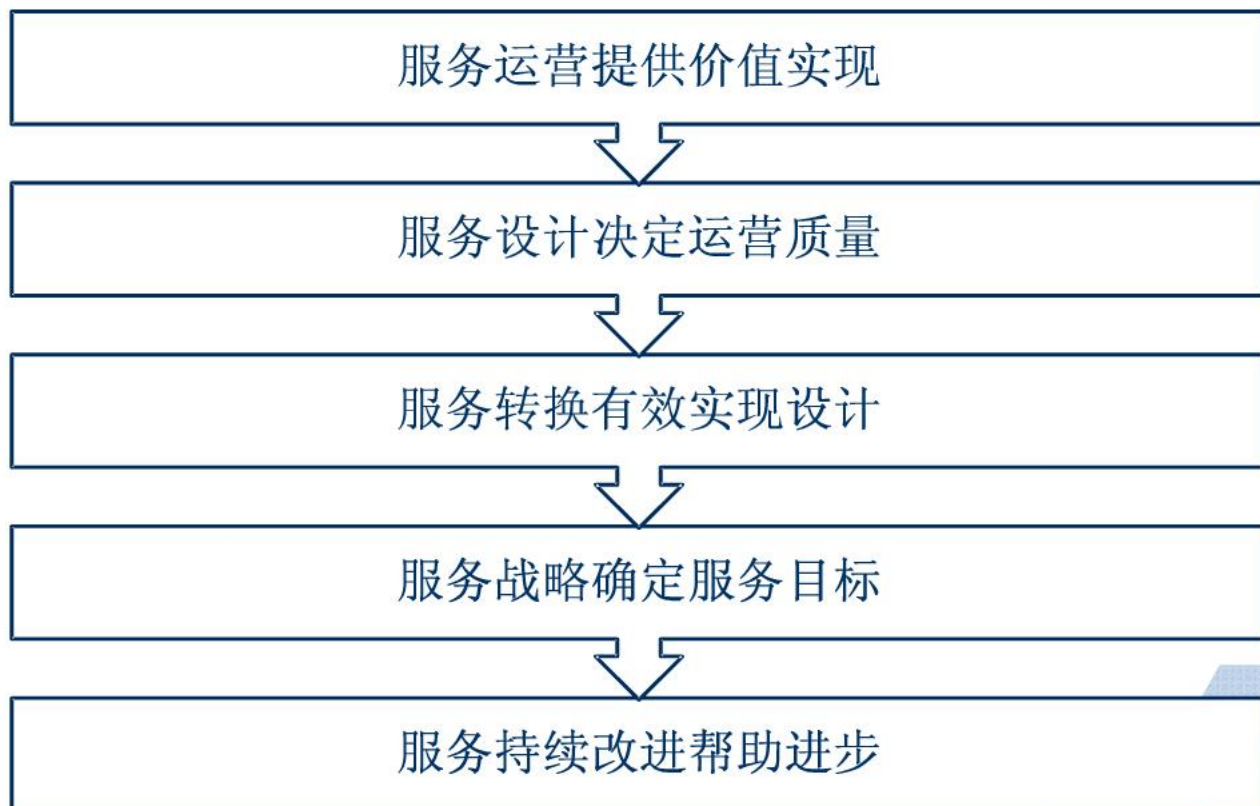 服务运营提供价值实现
服务设计决定运营质量
服务转换有效实现设计
服务战略确定服务目标
服务持续改进帮助进步